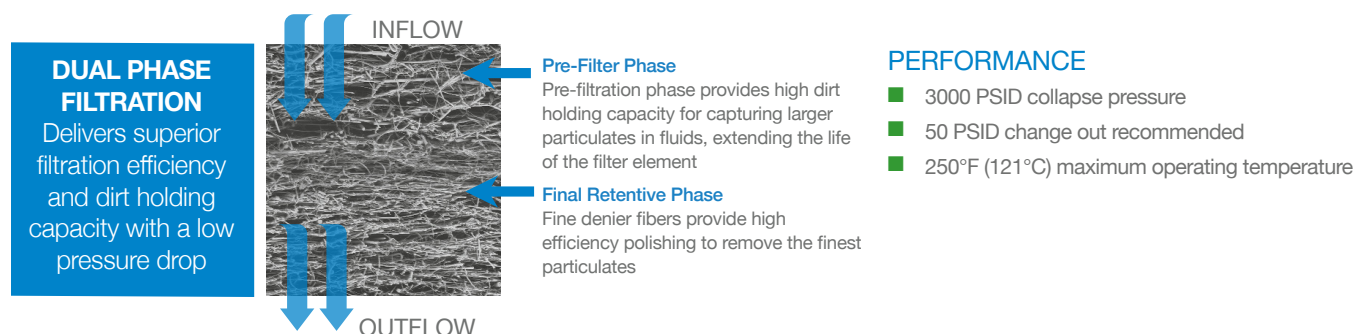 DUAL PHASE
FILTRATION
Delivers superior
filtration efficiency
and dirt holding
capacity with a low
pressure drop
INFLOW
OUTFLOW
Pre-Filter Phase
Pre-filtration phase provides high dirt
holding capacity for capturing larger
particulates in fluids, extending the life
of the filter element
Final Retentive Phase
Fine denier fibers provide high
efficiency polishing to remove the finest
particulates
PERFORMANCE
3000 PSID collapse pressure
50 PSID change out recommended
250°F (121°C) maximum operating temperature